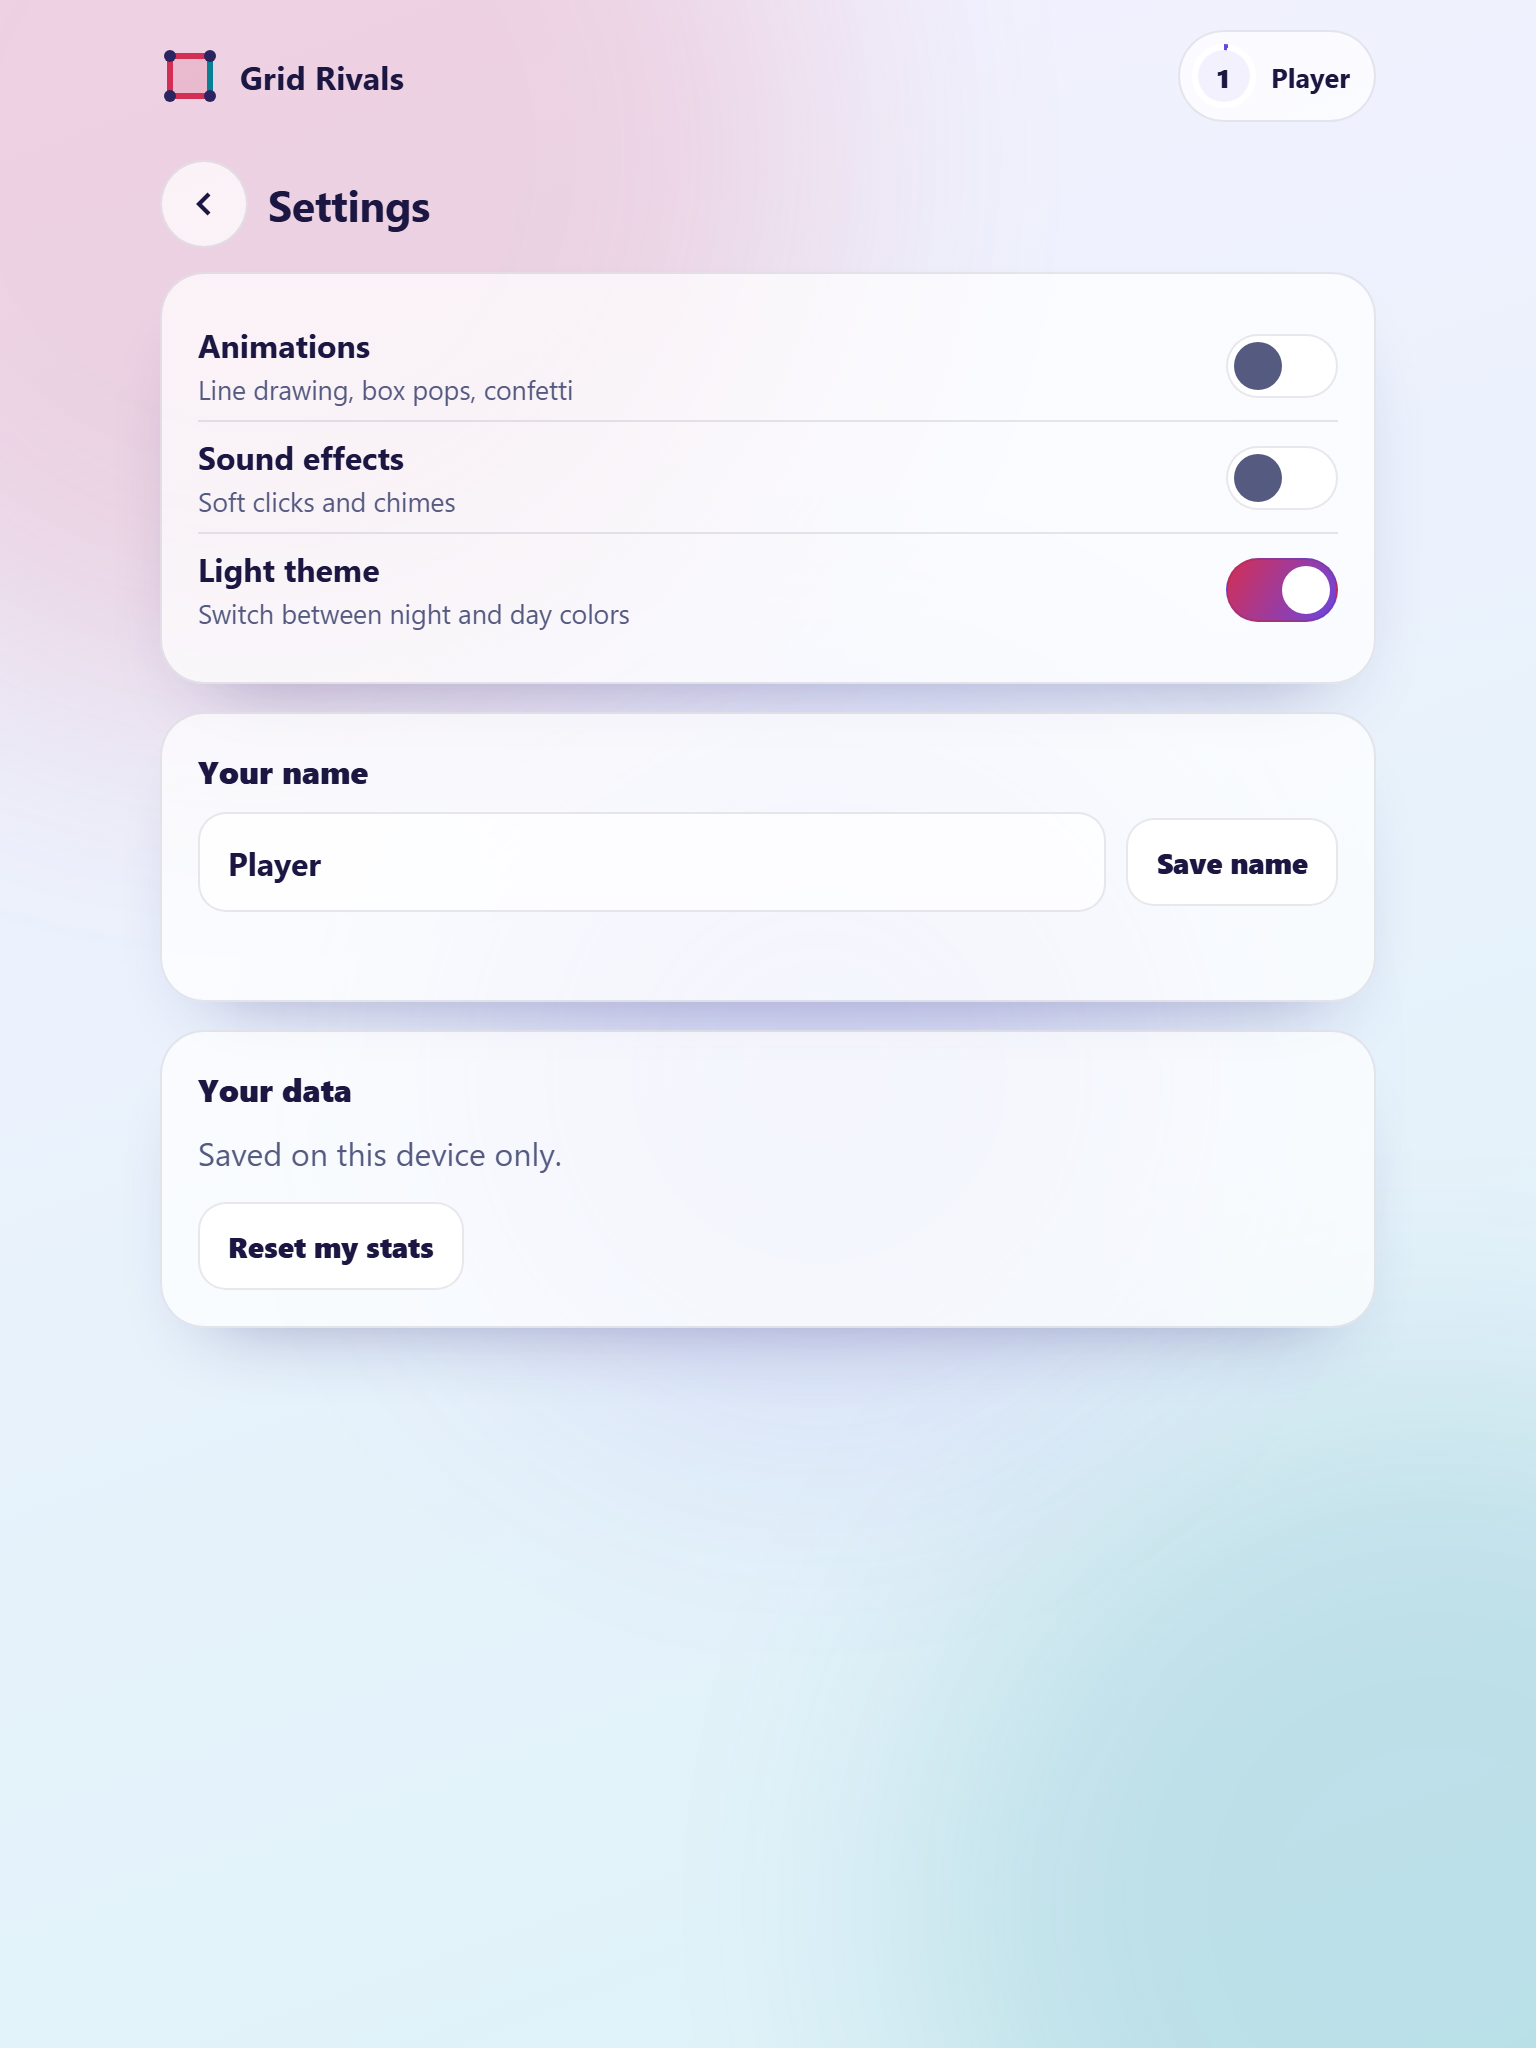 Grid Rivals
1 Player
Settings
Animations
Line drawing, box pops, confetti
Sound effects
Soft clicks and chimes
Light theme
Switch between night and day colors
Your name
Player
Save name
Your data
Saved on this device only.
Reset my stats